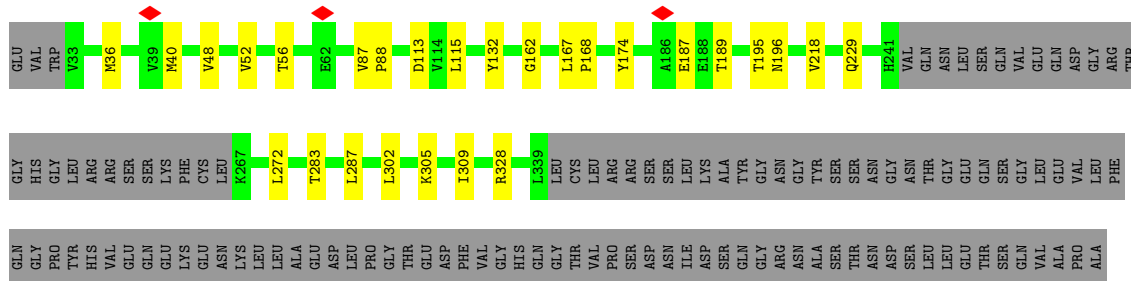 GLU VAL TRP V33 M36 V39 M40 V48 V52 T56 E62 V87 P88 D113 V114 L115 Y132 G162 L167 P168 Y174 A186 E187 E188 T189 T195 N196 V218 Q229 H241 VAL GLN ASN LEU SER GLN VAL GLU GLN ASP GLY ARG THR
GLY HIS GLY LEU ARG ARG SER SER LYS PHE CYS LEU K267 L272 T283 L287 L302 K305 I309 R328 L339 LEU CYS LEU ARG ARG SER SER LEU LYS ALA TYR GLY ASN GLY TYR SER SER ASN GLY ASN THR GLY GLU GLN SER GLY LEU GLU VAL LEU PHE
GLN GLY PRO TYR HIS VAL GLU GLN GLU LYS GLU ASN LYS LEU LEU ALA GLU ASP LEU PRO GLY THR GLU ASP PHE VAL GLY HIS GLN GLY THR VAL PRO SER ASP ASN ILE ASP SER GLN GLY ARG ASN ALA SER THR ASN ASP SER LEU LEU GLU THR SER GLN VAL ALA PRO ALA